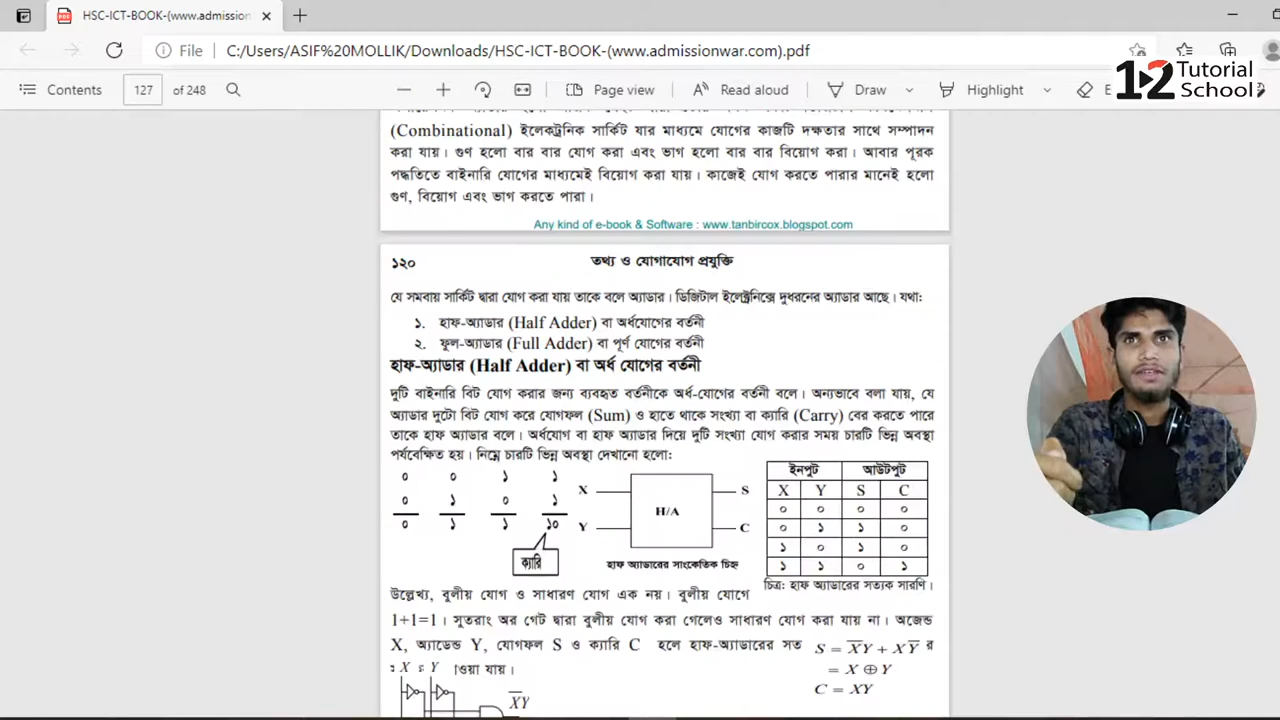 HSC-ICT-BOOK-(www.admission
File C:/Users/ASIF%20MOLLIK/Downloads/HSC-ICT-BOOK-(www.admissionwar.com).pdf
12 Tutorial School
Contents 127 of 248 Page view Read aloud Draw Highlight
(Combinational) ইলেকট্রনিক সার্কিট যার মাধ্যমে যোগের কাজটি দক্ষতার সাথে সম্পাদন
করা যায়। গুণ হলো বার বার যোগ করা এবং ভাগ হলো বার বার বিয়োগ করা। আবার পূরক
পদ্ধতিতে বাইনারি যোগের মাধ্যমেই বিয়োগ করা যায়। কাজেই যোগ করতে পারার মানেই হলো
গুণ, বিয়োগ এবং ভাগ করতে পারা।
Any kind of e-book & Software : www.tanbircox.blogspot.com
১২০ তথ্য ও যোগাযোগ প্রযুক্তি
যে সমবায় সার্কিট দ্বারা যোগ করা যায় তাকে বলে অ্যাডার। ডিজিটাল ইলেক্ট্রনিক্সে দুধরনের অ্যাডার আছে। যথা:
১. হাফ-অ্যাডার (Half Adder) বা অর্ধযোগের বর্তনী
২. ফুল-অ্যাডার (Full Adder) বা পূর্ণ যোগের বর্তনী
হাফ-অ্যাডার (Half Adder) বা অর্ধ যোগের বর্তনী
দুটি বাইনারি বিট যোগ করার জন্য ব্যবহৃত বর্তনীকে অর্ধ-যোগের বর্তনী বলে। অন্যভাবে বলা যায়, যে
অ্যাডার দুটো বিট যোগ করে যোগফল (Sum) ও হাতে থাকে সংখ্যা বা ক্যারি (Carry) বের করতে পারে
তাকে হাফ অ্যাডার বলে। অর্ধযোগ বা হাফ অ্যাডার দিয়ে দুটি সংখ্যা যোগ করার সময় চারটি ভিন্ন অবস্থা
পর্যবেক্ষিত হয়। নিম্নে চারটি ভিন্ন অবস্থা দেখানো হলো:
০ ০ ১ ১
০ ১ ০ ১
০ ১ ১ ১০
ক্যারি
X S
H/A
Y C
হাফ অ্যাডারের সাংকেতিক চিহ্ন
ইনপুট আউটপুট
X Y S C
০ ০ ০ ০
০ ১ ১ ০
১ ০ ১ ০
১ ১ ০ ১
চিত্র: হাফ অ্যাডারের সত্যক সারণি।
উল্লেখ্য, বুলীয় যোগ ও সাধারণ যোগ এক নয়। বুলীয় যোগে
1+1=1। সুতরাং অর গেট দ্বারা বুলীয় যোগ করা গেলেও সাধারণ যোগ করা যায় না। অজেন্ড
X, অ্যাডেন্ড Y, যোগফল S ও ক্যারি C হলে হাফ-অ্যাডারের সত S = X̅Y + XY̅ র
X Y াওয়া যায়। = X ⊕ Y
C = XY
X̅Y